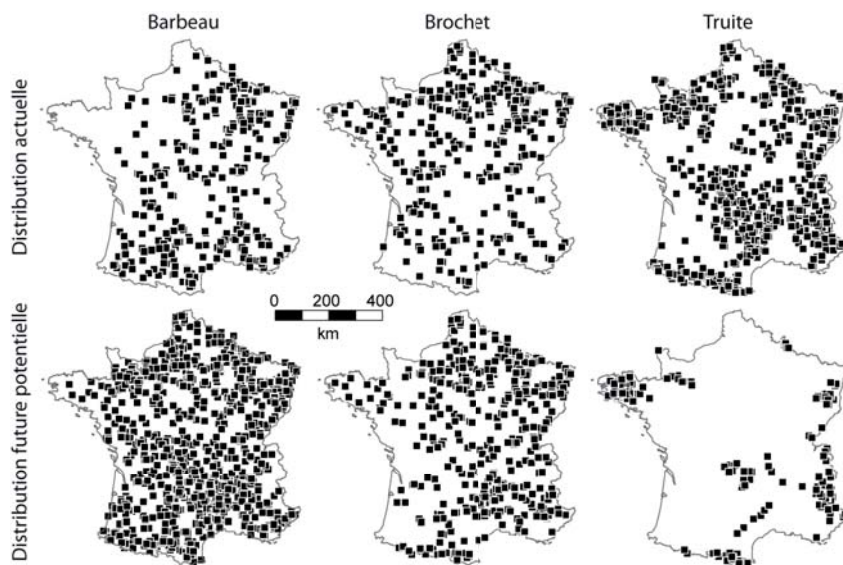 Barbeau
Brochet
Truite
Distribution actuelle
0 200 400
km
Distribution future potentielle